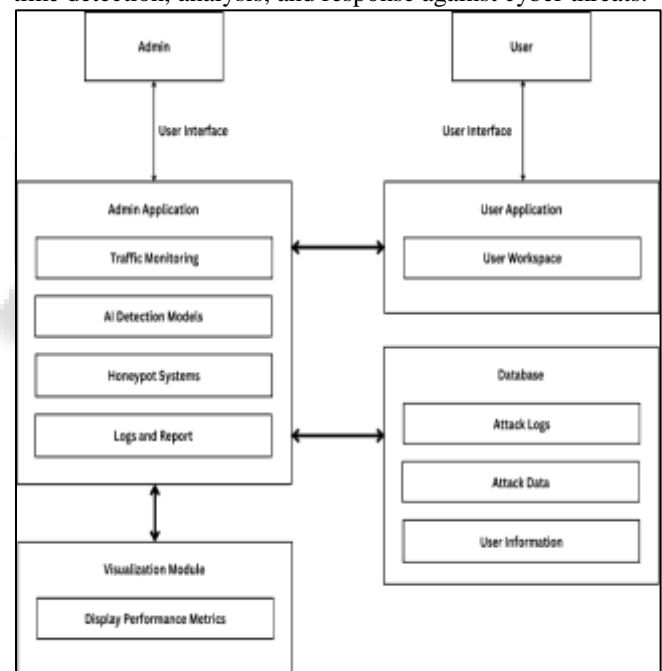 time detection, analysis, and response against cyber threats.
Admin
User
User Interface
User Interface
Admin Application
Traffic Monitoring
AI Detection Models
Honeypot Systems
Logs and Report
User Application
User Workspace
Database
Attack Logs
Attack Data
User Information
Visualization Module
Display Performance Metrics